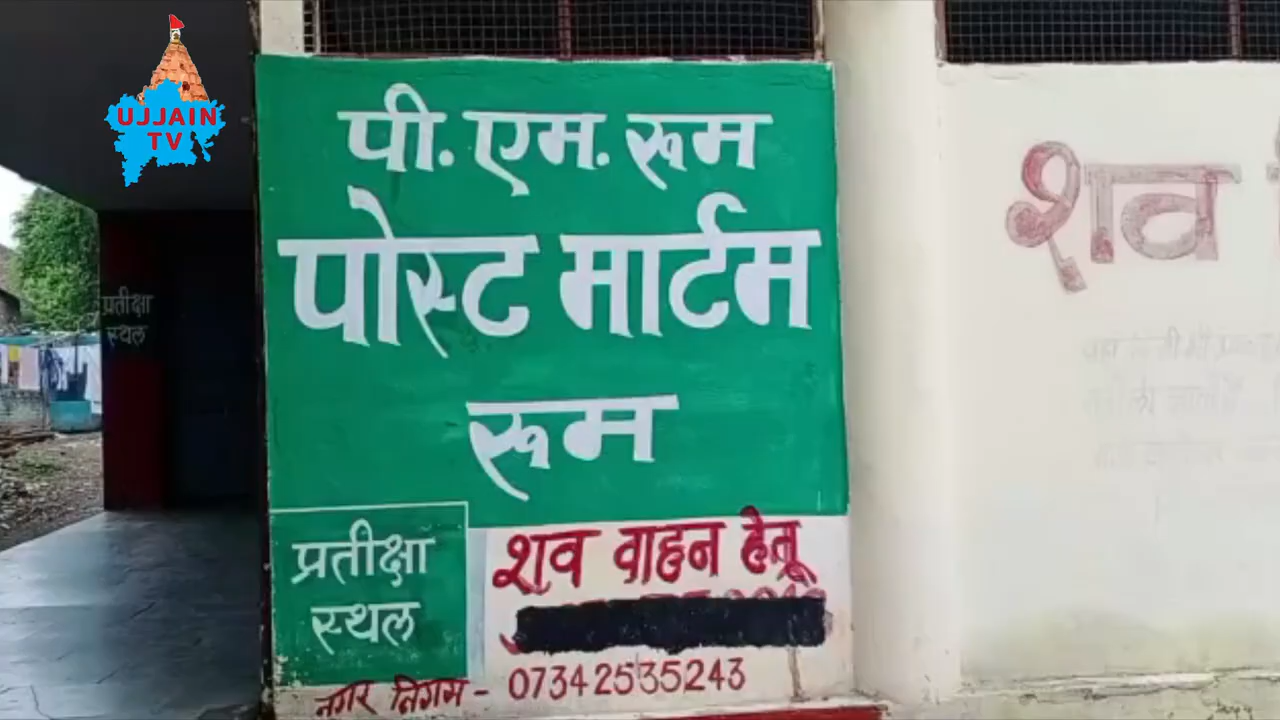 UJJAIN
TV
पी.एम. रूम
पोस्ट मार्टम
रूम
प्रतीक्षा
स्थल
प्रतीक्षा
स्थल
शव वाहन हेतू
नगर निगम - 0734 2535243
शव